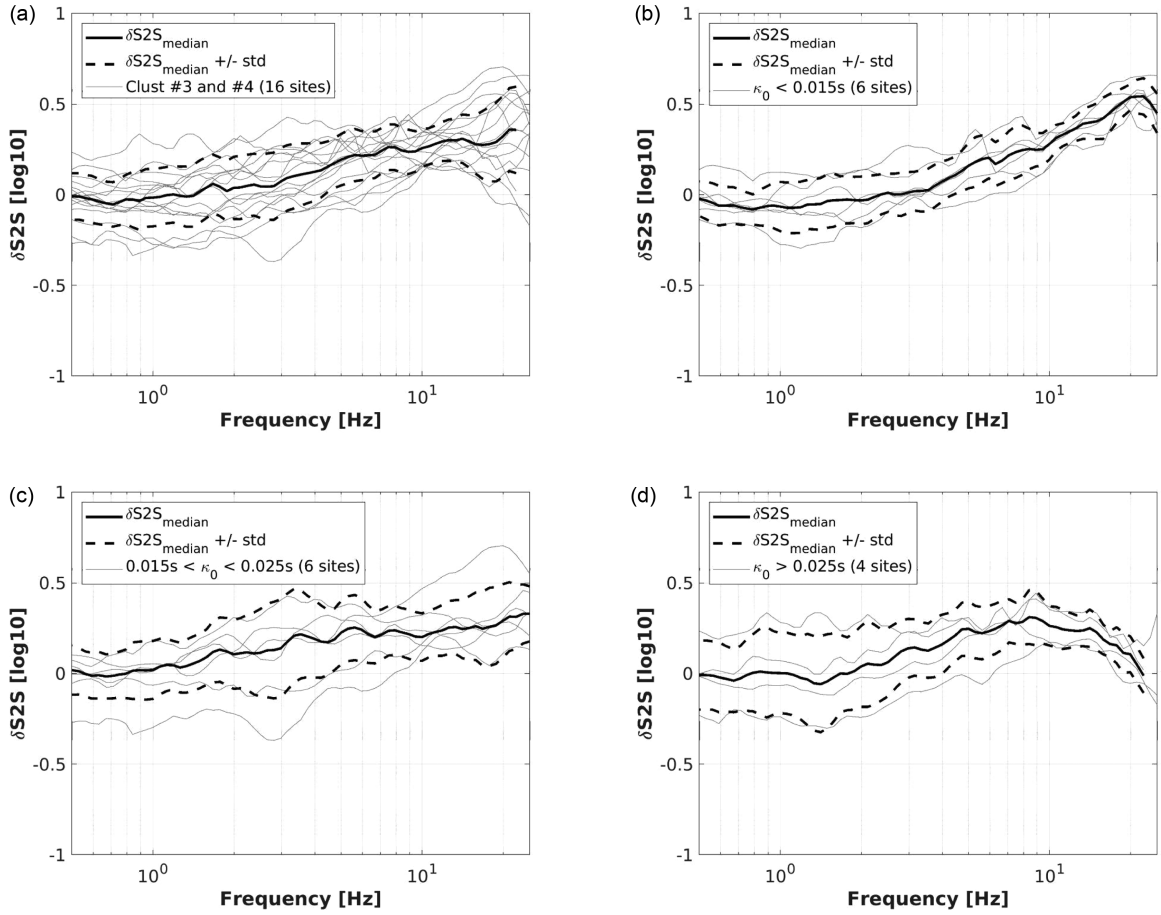 (a)
1
0.5
0
-0.5
-1
δS2S [log10]
δS2Smedian
δS2Smedian +/- std
Clust #3 and #4 (16 sites)
10^0
10^1
Frequency [Hz]
(b)
1
0.5
0
-0.5
-1
δS2S [log10]
δS2Smedian
δS2Smedian +/- std
κ0 < 0.015s (6 sites)
10^0
10^1
Frequency [Hz]
(c)
1
0.5
0
-0.5
-1
δS2S [log10]
δS2Smedian
δS2Smedian +/- std
0.015s < κ0 < 0.025s (6 sites)
10^0
10^1
Frequency [Hz]
(d)
1
0.5
0
-0.5
-1
δS2S [log10]
δS2Smedian
δS2Smedian +/- std
κ0 > 0.025s (4 sites)
10^0
10^1
Frequency [Hz]